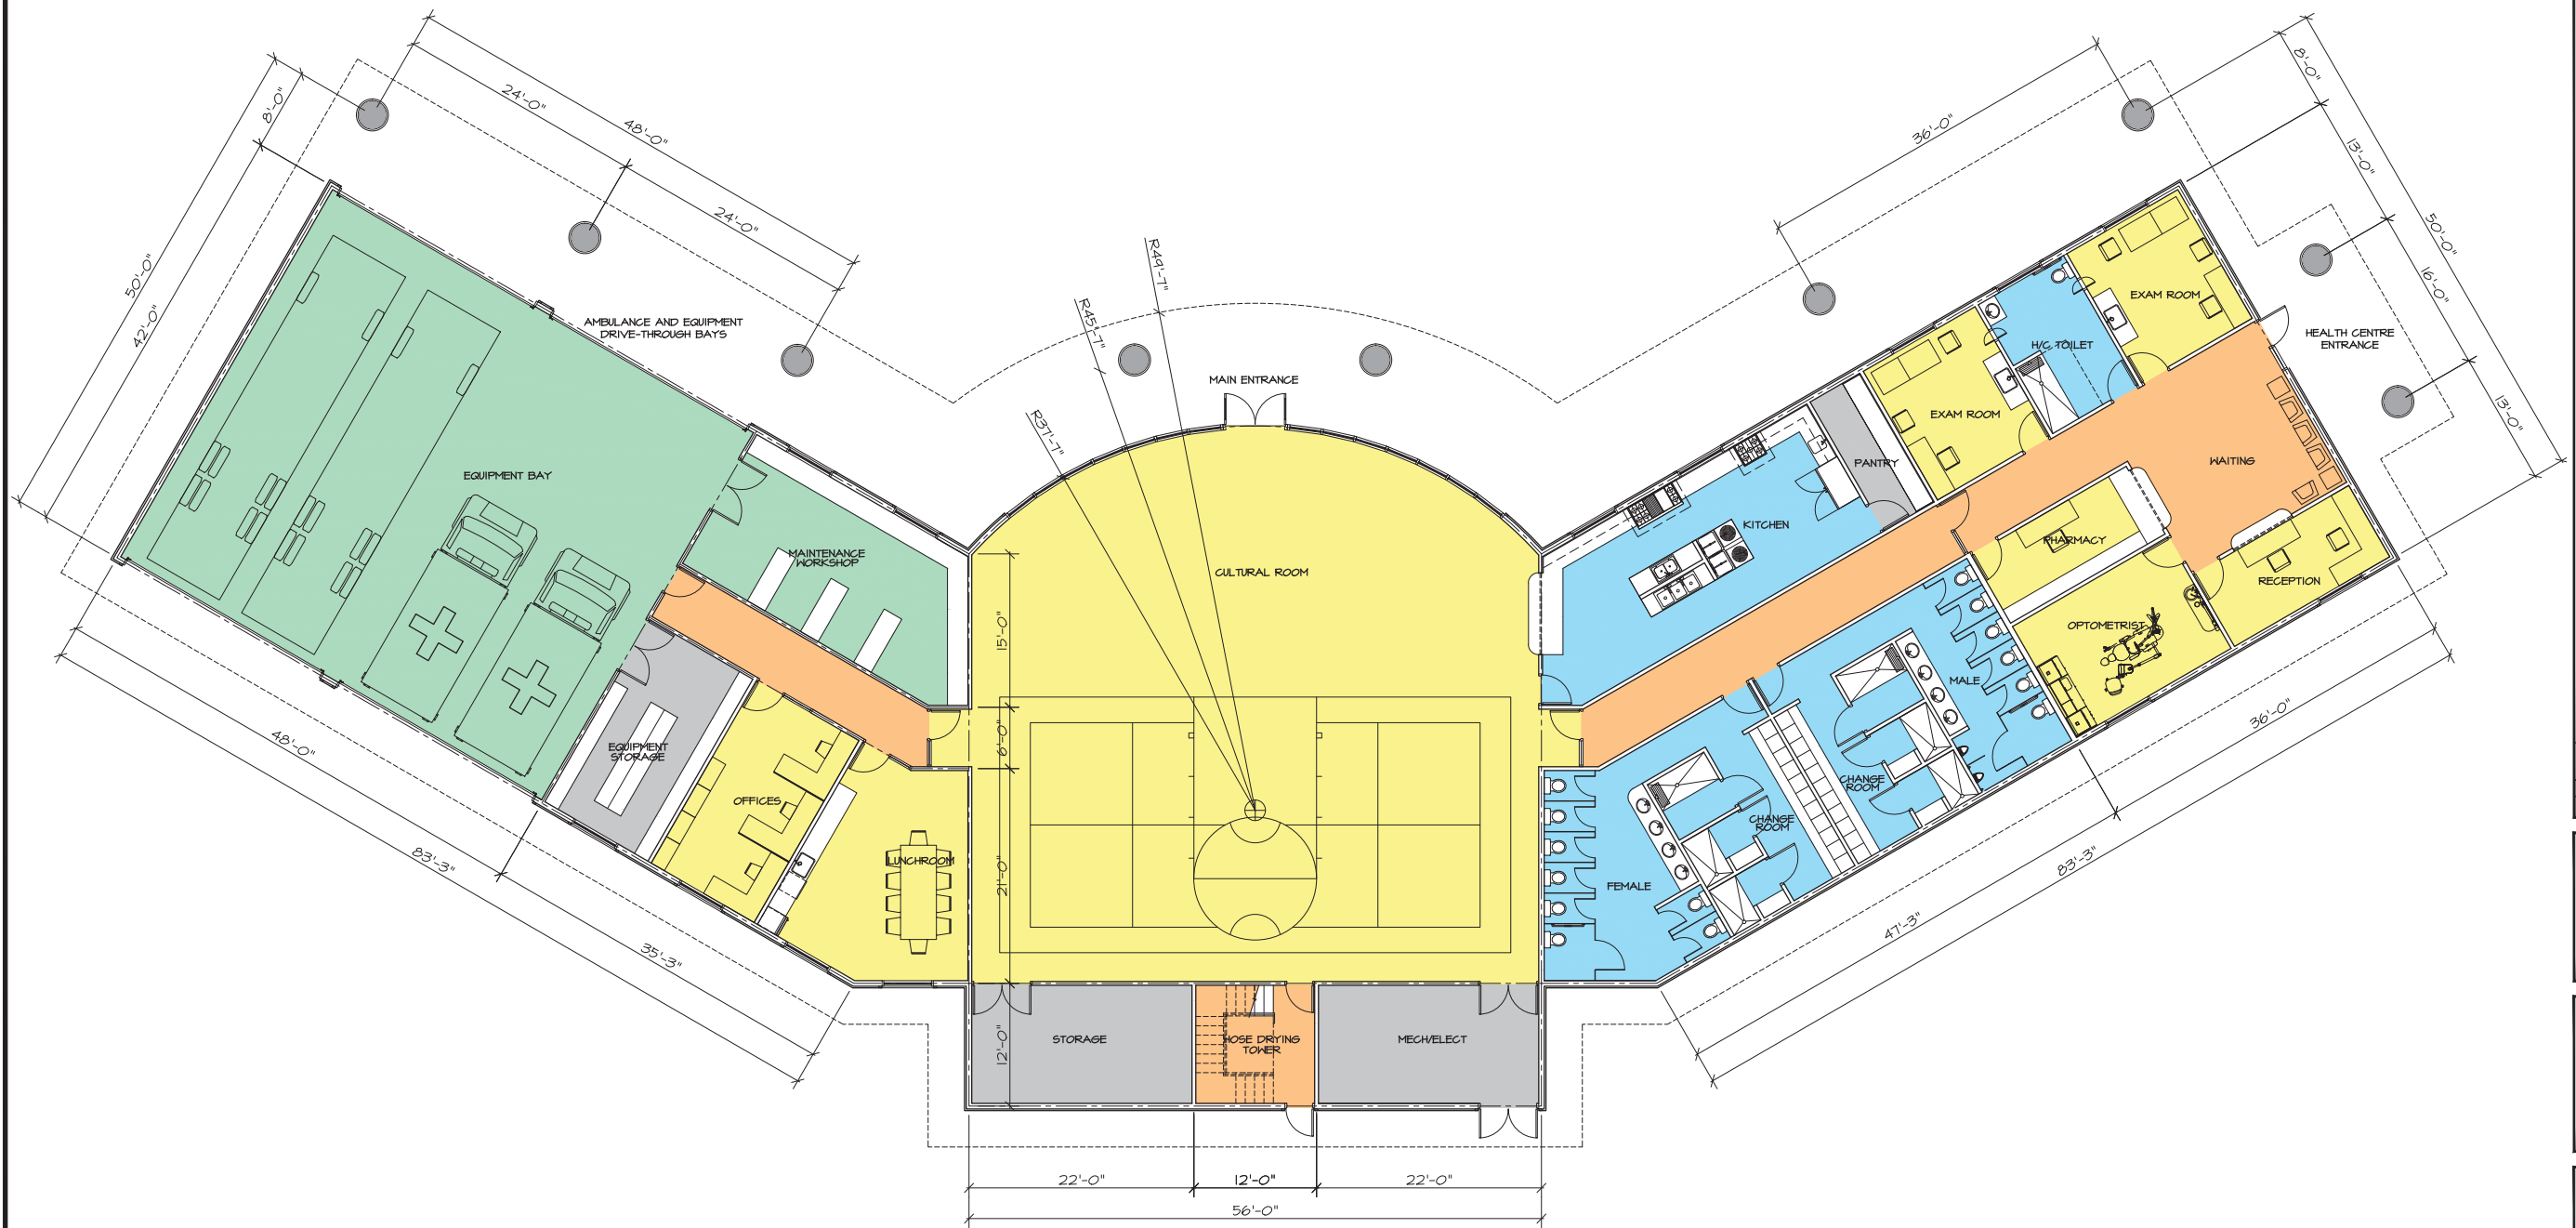 24'-0"
48'-0"
24'-0"
8'-0"
50'-0"
42'-0"
AMBULANCE AND EQUIPMENT
DRIVE-THROUGH BAYS
EQUIPMENT BAY
MAINTENANCE
WORKSHOP
EQUIPMENT
STORAGE
OFFICES
LUNCHROOM
48'-0"
83'-3"
35'-3"
R49'-7"
R45'-7"
R37'-7"
MAIN ENTRANCE
CULTURAL ROOM
15'-0"
6'-0"
21'-0"
12'-0"
STORAGE
HOSE DRYING
TOWER
MECH/ELECT
22'-0"
12'-0"
22'-0"
56'-0"
36'-0"
8'-0"
13'-0"
50'-0"
16'-0"
13'-0"
EXAM ROOM
H/C TOILET
HEALTH CENTRE
ENTRANCE
EXAM ROOM
PANTRY
WAITING
KITCHEN
PHARMACY
RECEPTION
OPTOMETRIST
MALE
CHANGE
ROOM
CHANGE
ROOM
FEMALE
36'-0"
47'-3"
83'-3"